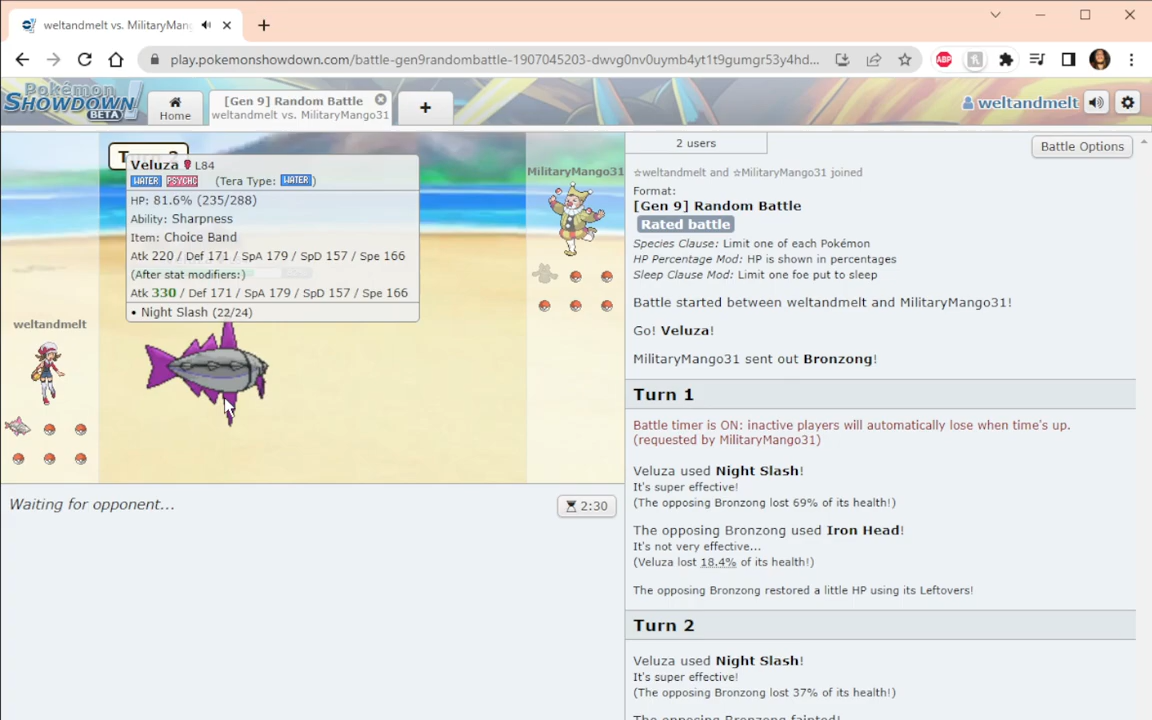 weltandmelt vs. MilitaryMan
play.pokemonshowdown.com/battle-gen9randombattle-1907045203-dwvg0nv0uymb4yt1t9gumgr53y4hd...
ABP
Pokémon
SHOWDOWN!
BETA
Home
[Gen 9] Random Battle
weltandmelt vs. MilitaryMango31
weltandmelt
Veluza L84
WATER PSYCHC (Tera Type: WATER)
HP: 81.6% (235/288)
Ability: Sharpness
Item: Choice Band
Atk 220 / Def 171 / SpA 179 / SpD 157 / Spe 166
(After stat modifiers:)
Atk 330 / Def 171 / SpA 179 / SpD 157 / Spe 166
• Night Slash (22/24)
MilitaryMango31
weltandmelt
Waiting for opponent...
2:30
2 users
Battle Options
☆weltandmelt and ☆MilitaryMango31 joined
Format:
[Gen 9] Random Battle
Rated battle
Species Clause: Limit one of each Pokémon
HP Percentage Mod: HP is shown in percentages
Sleep Clause Mod: Limit one foe put to sleep
Battle started between weltandmelt and MilitaryMango31!
Go! Veluza!
MilitaryMango31 sent out Bronzong!
Turn 1
Battle timer is ON: inactive players will automatically lose when time's up.
(requested by MilitaryMango31)
Veluza used Night Slash!
It's super effective!
(The opposing Bronzong lost 69% of its health!)
The opposing Bronzong used Iron Head!
It's not very effective...
(Veluza lost 18.4% of its health!)
The opposing Bronzong restored a little HP using its Leftovers!
Turn 2
Veluza used Night Slash!
It's super effective!
(The opposing Bronzong lost 37% of its health!)
The opposing Bronzong fainted!